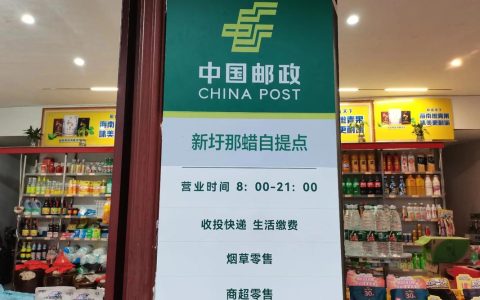 中国邮政
CHINA POST
新圩那蜡自提点
营业时间 8：00-21：00
收投快递 生活缴费
烟草零售
商超零售